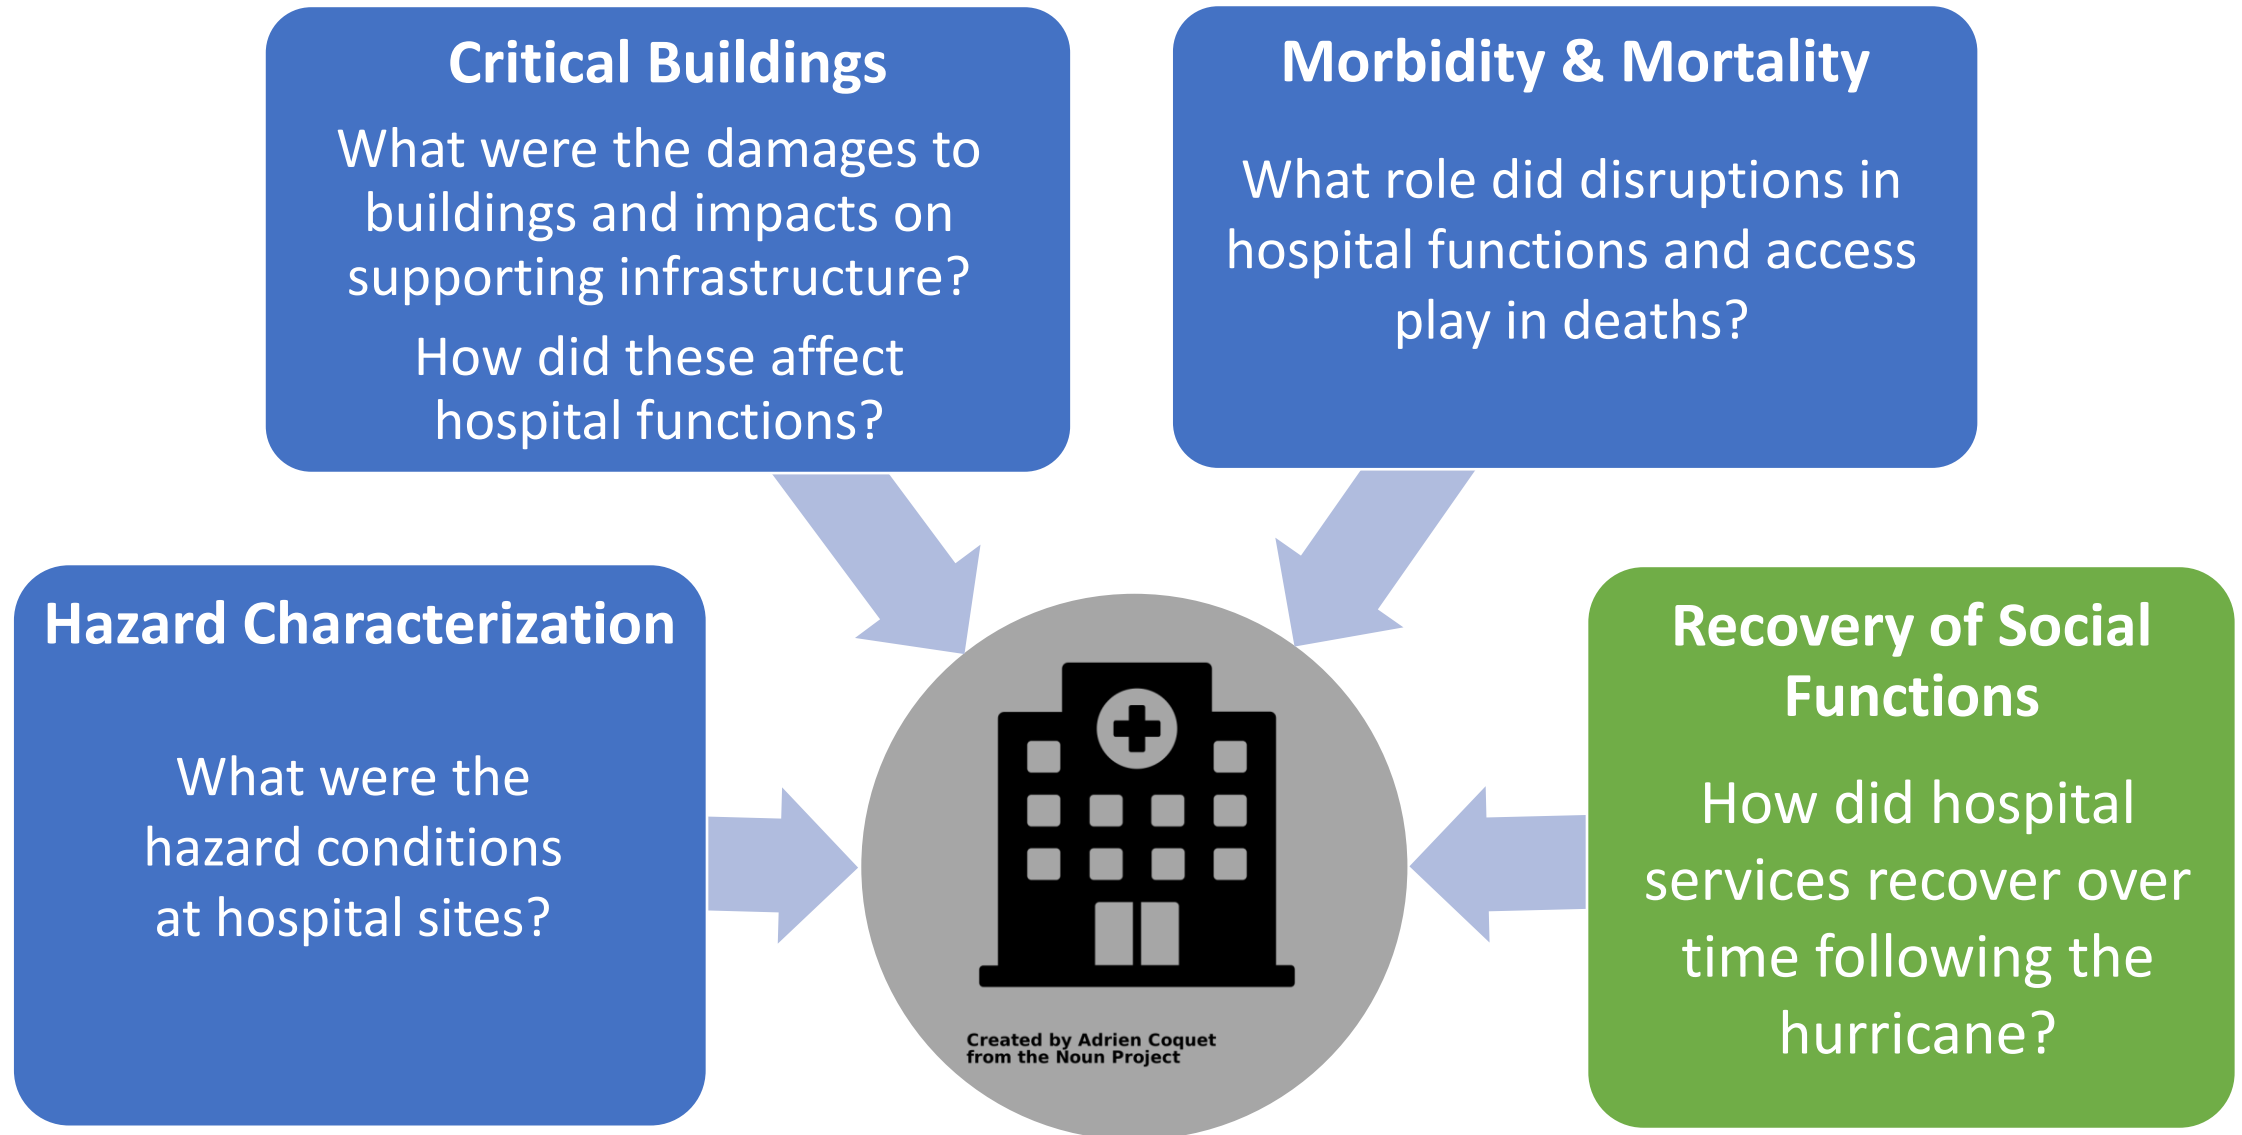 Critical Buildings
What were the damages to
buildings and impacts on
supporting infrastructure?
How did these affect
hospital functions?
Morbidity & Mortality
What role did disruptions in
hospital functions and access
play in deaths?
Hazard Characterization
What were the
hazard conditions
at hospital sites?
Recovery of Social
Functions
How did hospital
services recover over
time following the
hurricane?
Created by Adrien Coquet
from the Noun Project